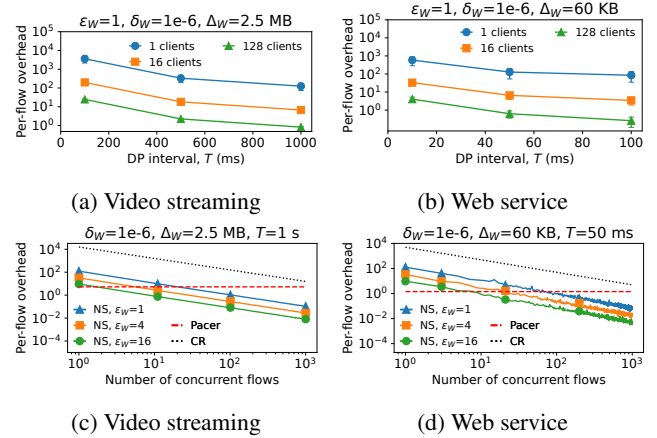 ε_W=1, δ_W=1e-6, Δ_W=2.5 MB
Per-flow overhead
10^5
10^4
10^3
10^2
10^1
10^0
1 clients
16 clients
128 clients
0 200 400 600 800 1000
DP interval, T (ms)
(a) Video streaming
ε_W=1, δ_W=1e-6, Δ_W=60 KB
Per-flow overhead
10^5
10^4
10^3
10^2
10^1
10^0
1 clients
16 clients
128 clients
20 40 60 80 100
DP interval, T (ms)
(b) Web service
δ_W=1e-6, Δ_W=2.5 MB, T=1 s
Per-flow overhead
10^4
10^2
10^0
10^-2
10^-4
NS, ε_W=1
NS, ε_W=4
NS, ε_W=16
Pacer
CR
10^0 10^1 10^2 10^3
Number of concurrent flows
(c) Video streaming
δ_W=1e-6, Δ_W=60 KB, T=50 ms
Per-flow overhead
10^4
10^2
10^0
10^-2
10^-4
NS, ε_W=1
NS, ε_W=4
NS, ε_W=16
Pacer
CR
10^0 10^1 10^2 10^3
Number of concurrent flows
(d) Web service